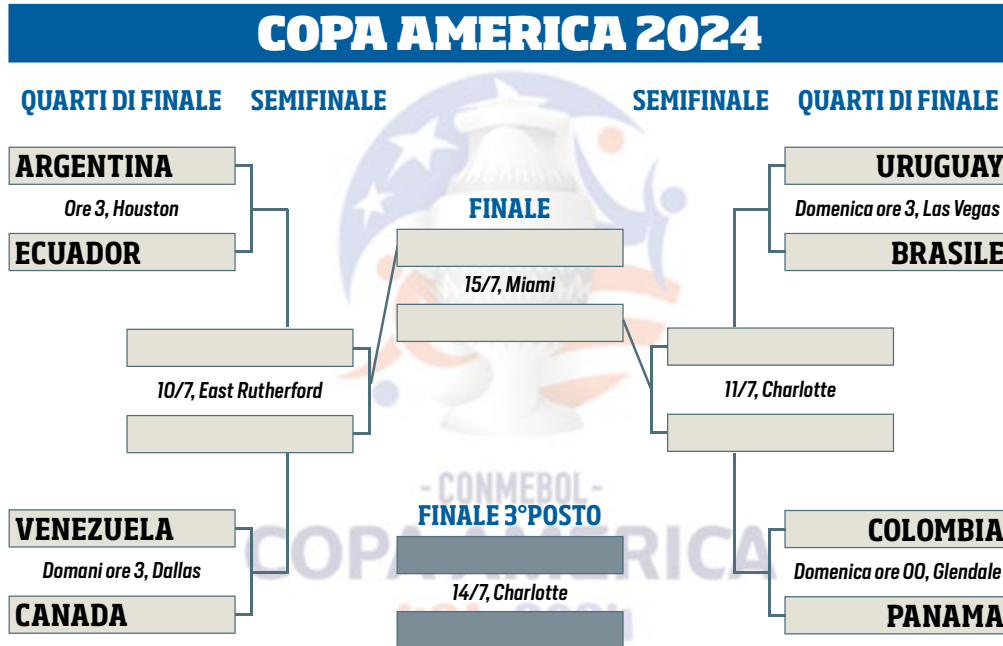 COPA AMERICA 2024
QUARTI DI FINALE
SEMIFINALE
SEMIFINALE
QUARTI DI FINALE
ARGENTINA
Ore 3, Houston
ECUADOR
URUGUAY
Domenica ore 3, Las Vegas
BRASILE
FINALE
15/7, Miami
10/7, East Rutherford
11/7, Charlotte
- CONMEBOL -
COPA AMERICA
FINALE 3°POSTO
14/7, Charlotte
VENEZUELA
Domani ore 3, Dallas
CANADA
COLOMBIA
Domenica ore 00, Glendale
PANAMA